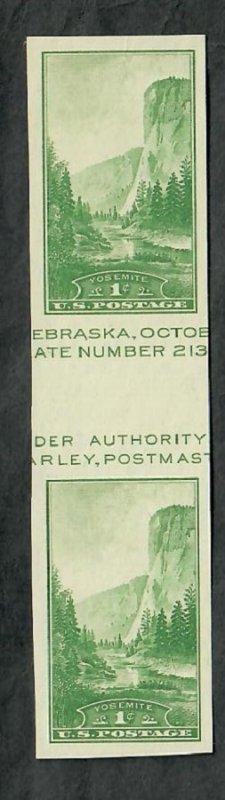 YOSEMITE
1¢
U.S. POSTAGE
EBRASKA, OCTOB
ATE NUMBER 213
DER AUTHORITY
ARLEY, POSTMAST
YOSEMITE
1¢
U.S. POSTAGE